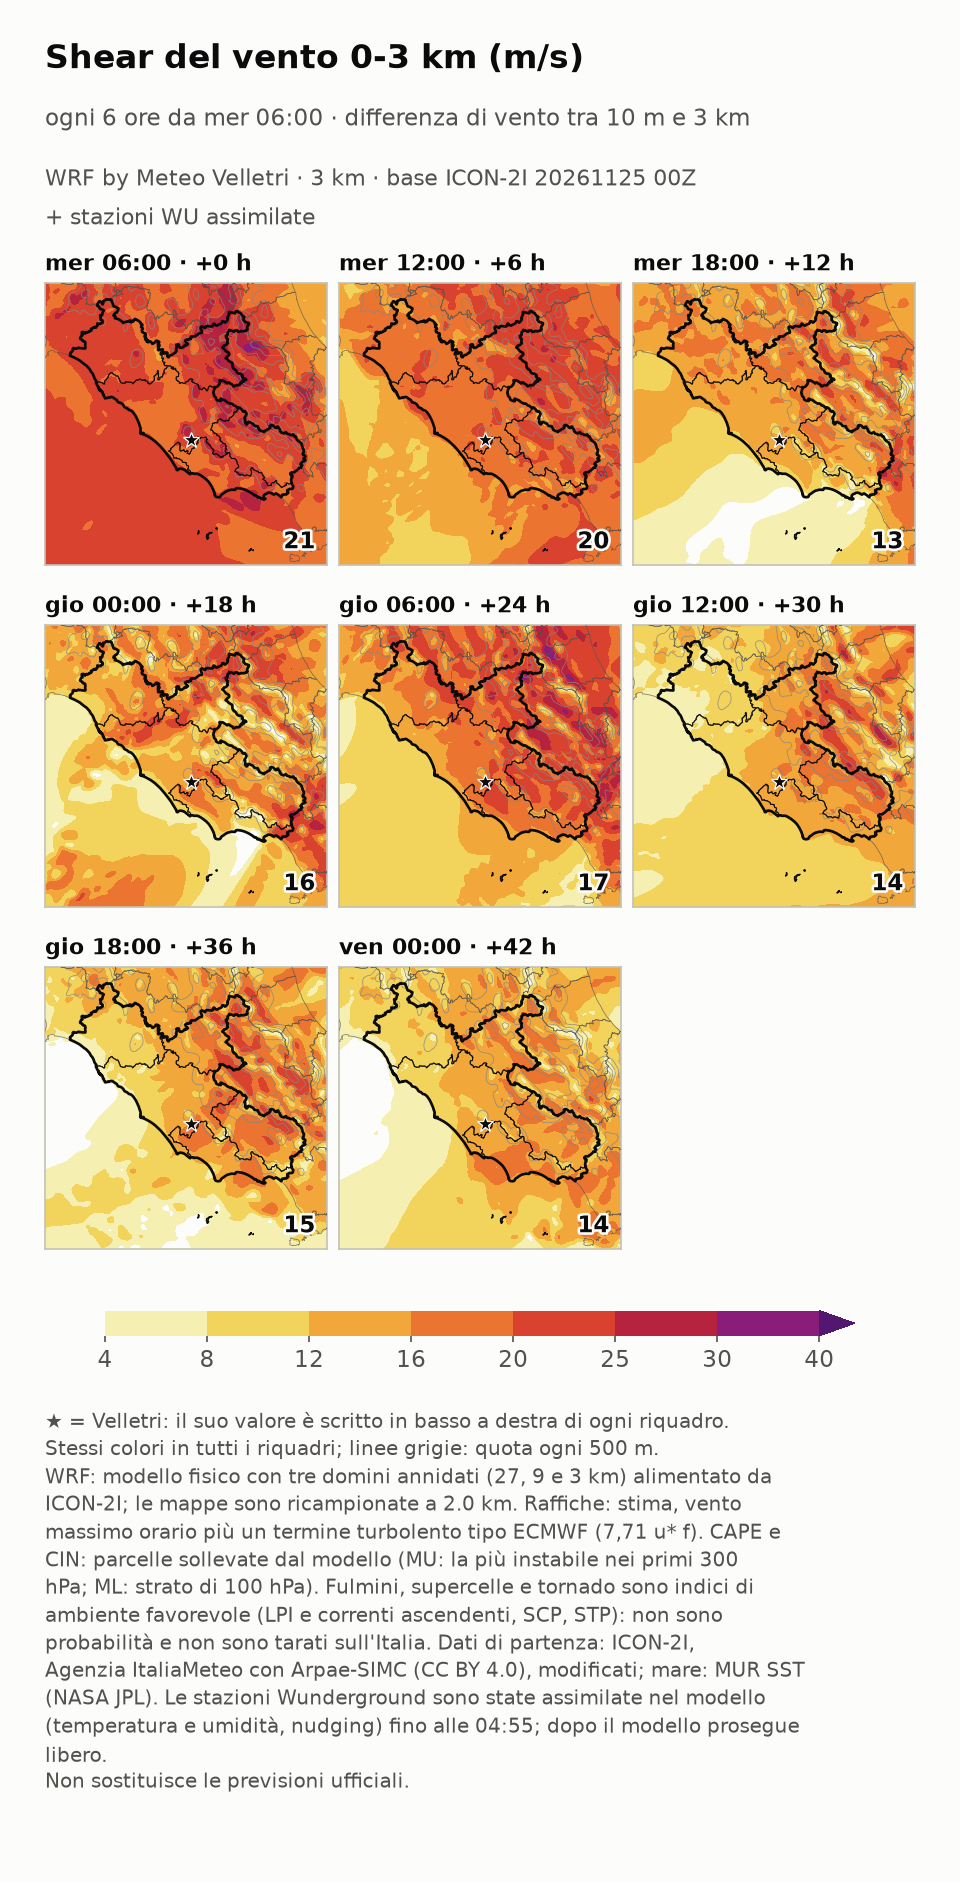 Shear del vento 0-3 km (m/s)
ogni 6 ore da mer 06:00 · differenza di vento tra 10 m e 3 km
WRF by Meteo Velletri · 3 km · base ICON-2I 20261125 00Z
+ stazioni WU assimilate
mer 06:00 · +0 h
mer 12:00 · +6 h
mer 18:00 · +12 h
21
20
13
gio 00:00 · +18 h
gio 06:00 · +24 h
gio 12:00 · +30 h
16
17
14
gio 18:00 · +36 h
ven 00:00 · +42 h
15
14
4 8 12 16 20 25 30 40
★ = Velletri: il suo valore è scritto in basso a destra di ogni riquadro.
Stessi colori in tutti i riquadri; linee grigie: quota ogni 500 m.
WRF: modello fisico con tre domini annidati (27, 9 e 3 km) alimentato da
ICON-2I; le mappe sono ricampionate a 2.0 km. Raffiche: stima, vento
massimo orario più un termine turbolento tipo ECMWF (7,71 u* f). CAPE e
CIN: parcelle sollevate dal modello (MU: la più instabile nei primi 300
hPa; ML: strato di 100 hPa). Fulmini, supercelle e tornado sono indici di
ambiente favorevole (LPI e correnti ascendenti, SCP, STP): non sono
probabilità e non sono tarati sull'Italia. Dati di partenza: ICON-2I,
Agenzia ItaliaMeteo con Arpae-SIMC (CC BY 4.0), modificati; mare: MUR SST
(NASA JPL). Le stazioni Wunderground sono state assimilate nel modello
(temperatura e umidità, nudging) fino alle 04:55; dopo il modello prosegue
libero.
Non sostituisce le previsioni ufficiali.